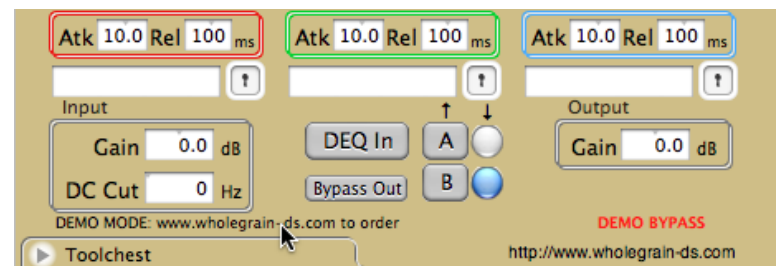 Atk 10.0 Rel 100 ms Atk 10.0 Rel 100 ms Atk 10.0 Rel 100 ms
Input Output
Gain 0.0 dB DEQ In A Gain 0.0 dB
DC Cut 0 Hz Bypass Out B
DEMO MODE: www.wholegrain-ds.com to order DEMO BYPASS
Toolchest http://www.wholegrain-ds.com